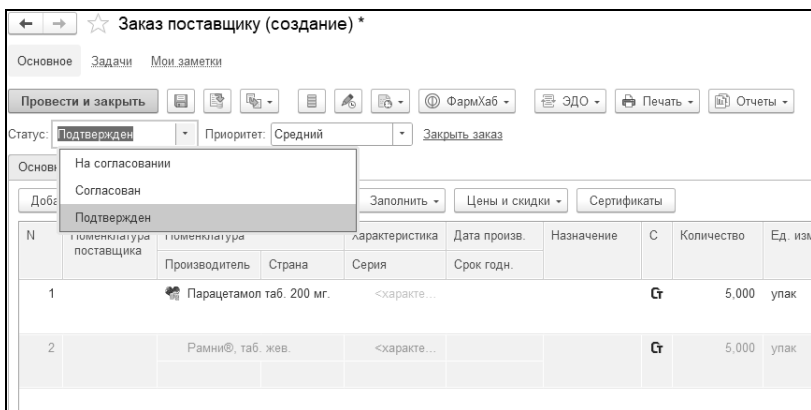 Заказ поставщику (создание) *
Основное Задачи Мои заметки
Провести и закрыть ФармХаб ЭДО Печать Отчеты
Статус: Подтвержден Приоритет: Средний Закрыть заказ
На согласовании
Согласован
Подтвержден
Заполнить Цены и скидки Сертификаты
N Номенклатура поставщика Номенклатура Характеристика Дата произв. Назначение С Количество Ед. изм
Производитель Страна Серия Срок годн.
1 Парацетамол таб. 200 мг. <характе... 5,000 упак
2 Рамни®, таб. жев. <характе... 5,000 упак